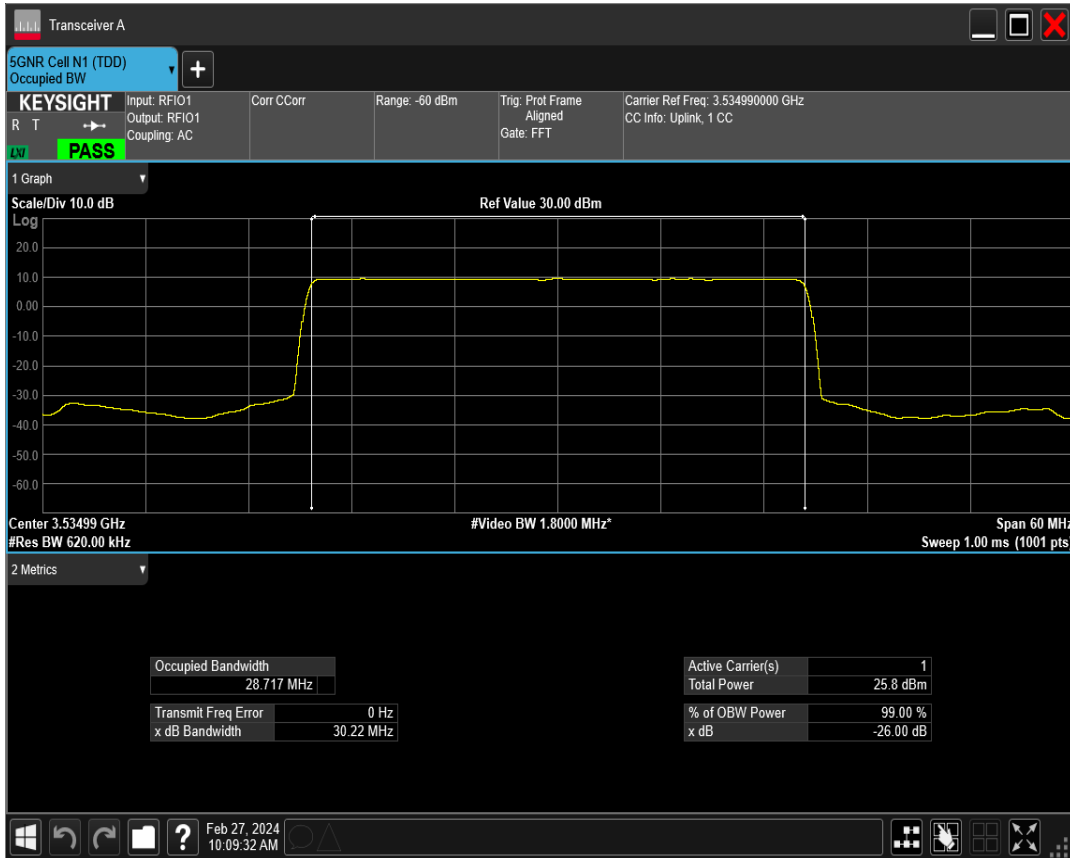 Transceiver A
5GNR Cell N1 (TDD)
Occupied BW
+
KEYSIGHT
R T
LXI
PASS
Input: RFIO1
Output: RFIO1
Coupling: AC
Corr CCorr
Range: -60 dBm
Trig: Prot Frame
Aligned
Gate: FFT
Carrier Ref Freq: 3.534990000 GHz
CC Info: Uplink, 1 CC
1 Graph
Scale/Div 10.0 dB
Ref Value 30.00 dBm
Log
20.0
10.0
0.00
-10.0
-20.0
-30.0
-40.0
-50.0
-60.0
Center 3.53499 GHz
#Video BW 1.8000 MHz*
Span 60 MHz
#Res BW 620.00 kHz
Sweep 1.00 ms (1001 pts)
2 Metrics
Occupied Bandwidth
28.717 MHz
Transmit Freq Error 0 Hz
x dB Bandwidth 30.22 MHz
Active Carrier(s) 1
Total Power 25.8 dBm
% of OBW Power 99.00 %
x dB -26.00 dB
?
Feb 27, 2024
10:09:32 AM